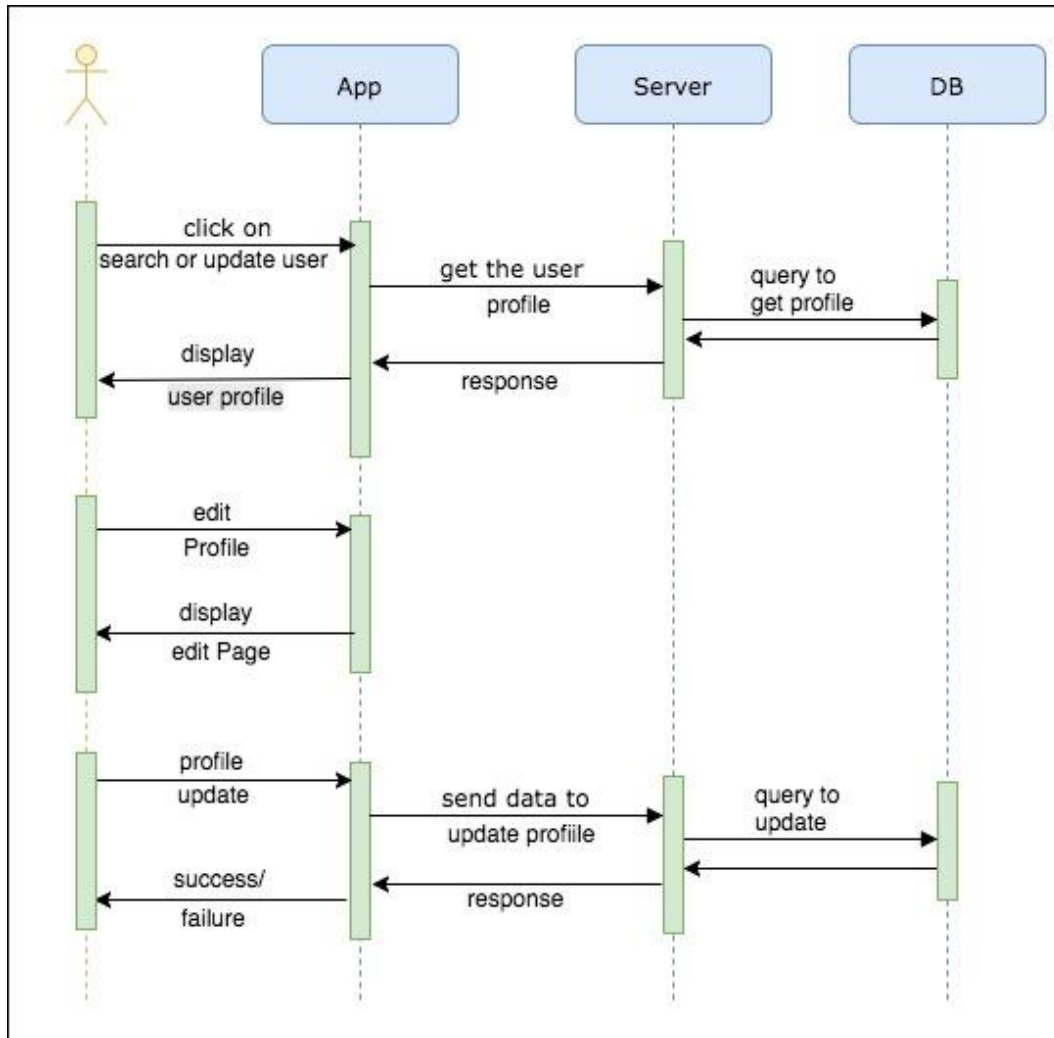 App
Server
DB
click on
search or update user
get the user
profile
query to
get profile
display
user profile
response
edit
Profile
display
edit Page
profile
update
send data to
update profiile
query to
update
success/
failure
response